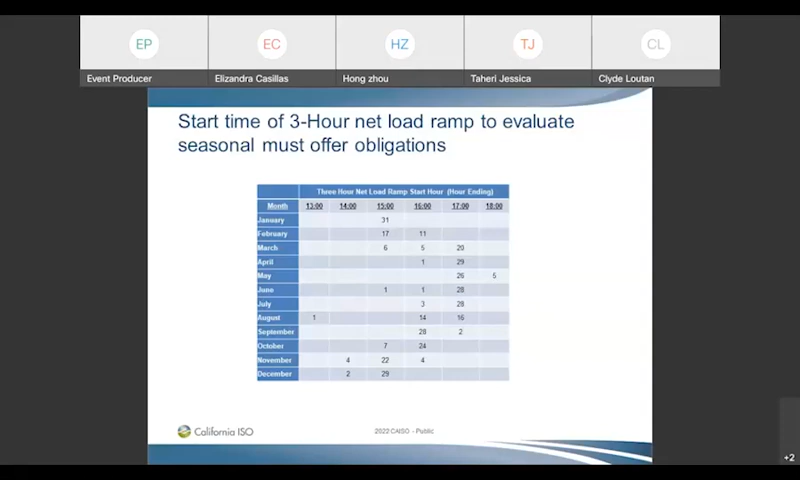 EP EC HZ TJ CL
Event Producer Elizandra Casillas Hong zhou Taheri Jessica Clyde Loutan
Start time of 3-Hour net load ramp to evaluate
seasonal must offer obligations
Three Hour Net Load Ramp Start Hour (Hour Ending)
Month 13:00 14:00 15:00 16:00 17:00 18:00
January 31
February 17 11
March 6 5 20
April 1 29
May 26 5
June 1 1 28
July 3 28
August 1 14 16
September 28 2
October 7 24
November 4 22 4
December 2 29
California ISO
2022 CAISO - Public
+2